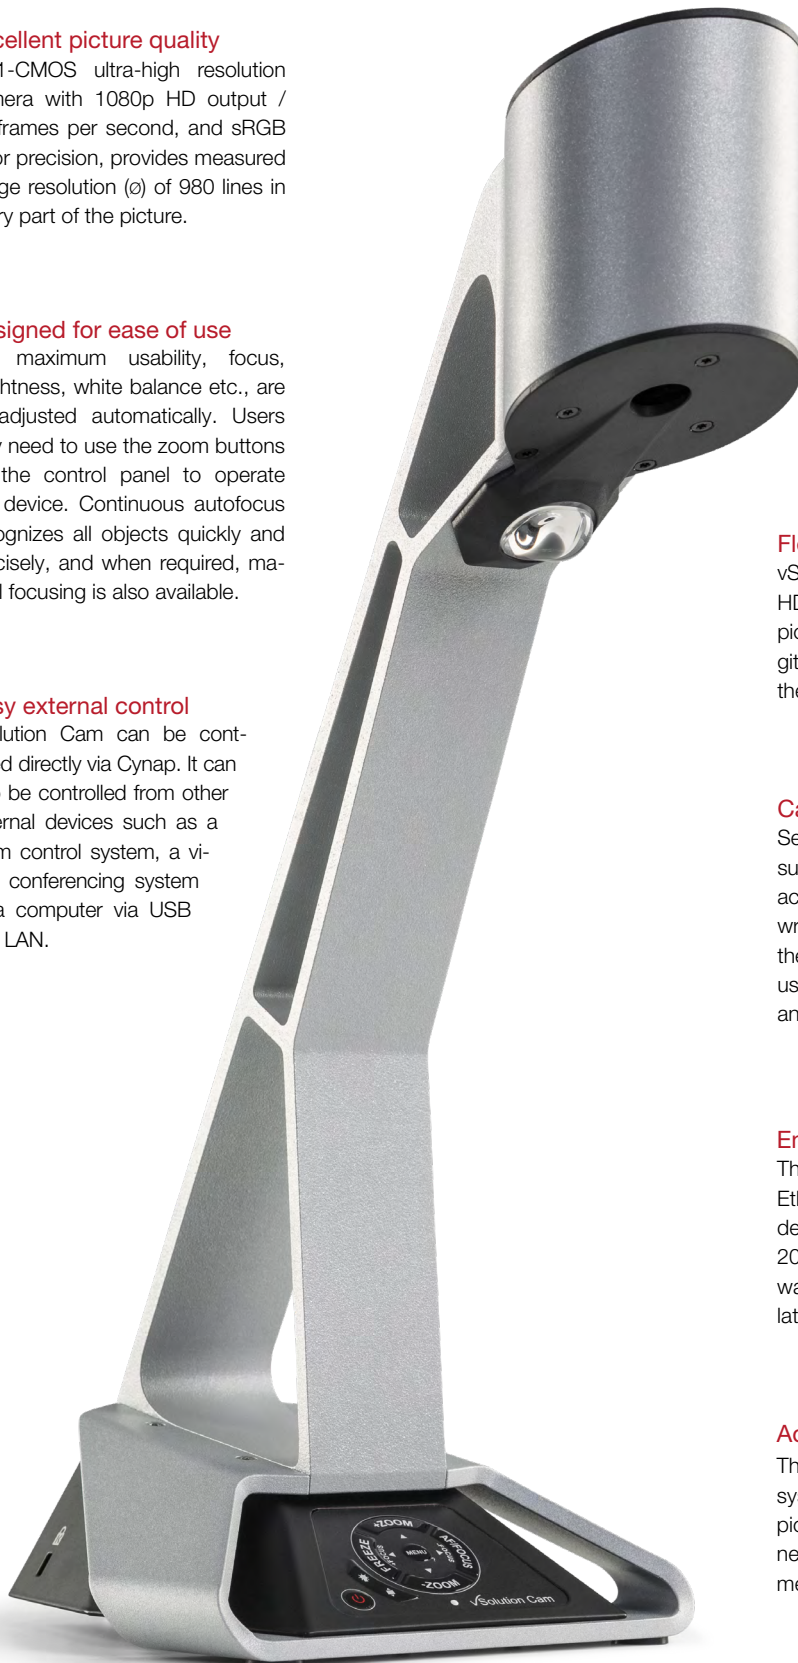 cellent picture quality
1-CMOS ultra-high resolution
nera with 1080p HD output /
frames per second, and sRGB
or precision, provides measured
ge resolution (ø) of 980 lines in
ry part of the picture.
signed for ease of use
maximum usability, focus,
htness, white balance etc., are
adjusted automatically. Users
y need to use the zoom buttons
the control panel to operate
device. Continuous autofocus
ognizes all objects quickly and
cisely, and when required, ma-
l focusing is also available.
sy external control
lution Cam can be cont-
d directly via Cynap. It can
be controlled from other
ernal devices such as a
m control system, a vi-
conferencing system
a computer via USB
LAN.
Fl
vS
HD
pic
git
the
Ca
Se
su
ac
wr
the
us
an
En
Th
Et
de
20
wa
lat
Ac
Th
sy
pic
ne
me
+ZOOM
AF/FOCUS
FREEZE
MENU
-ZOOM
vSolution Cam